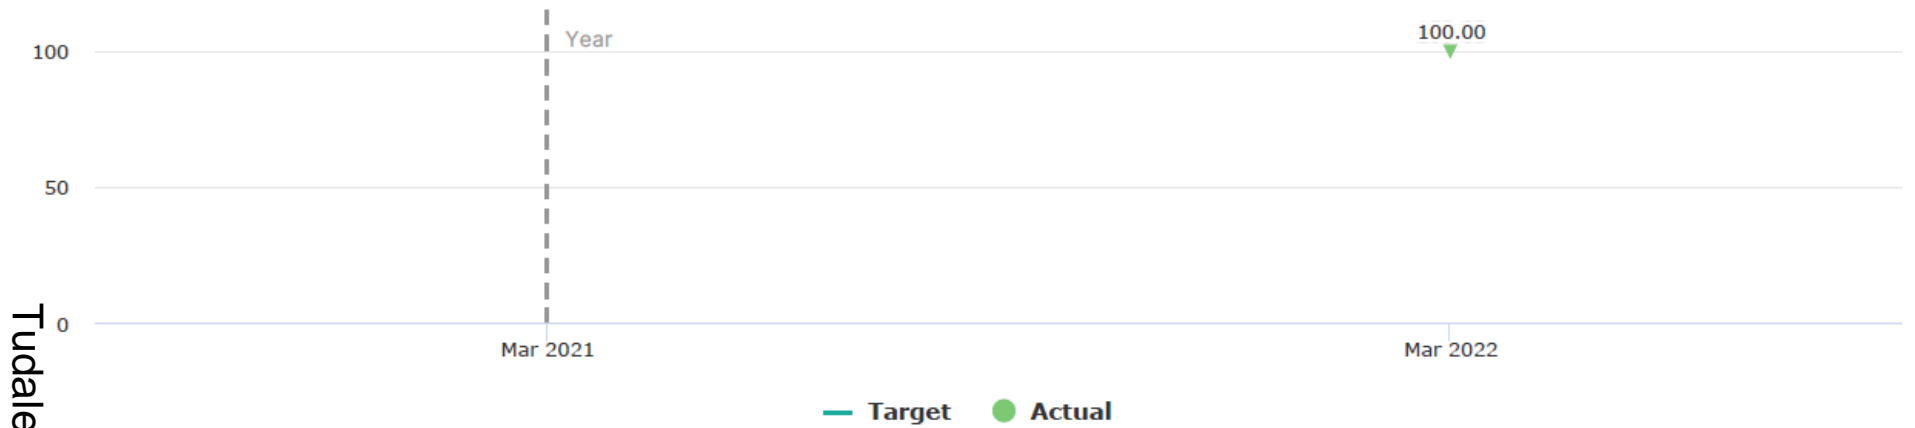 Year
100.00
100
50
0
Mar 2021 Mar 2022
Target Actual
Tudale